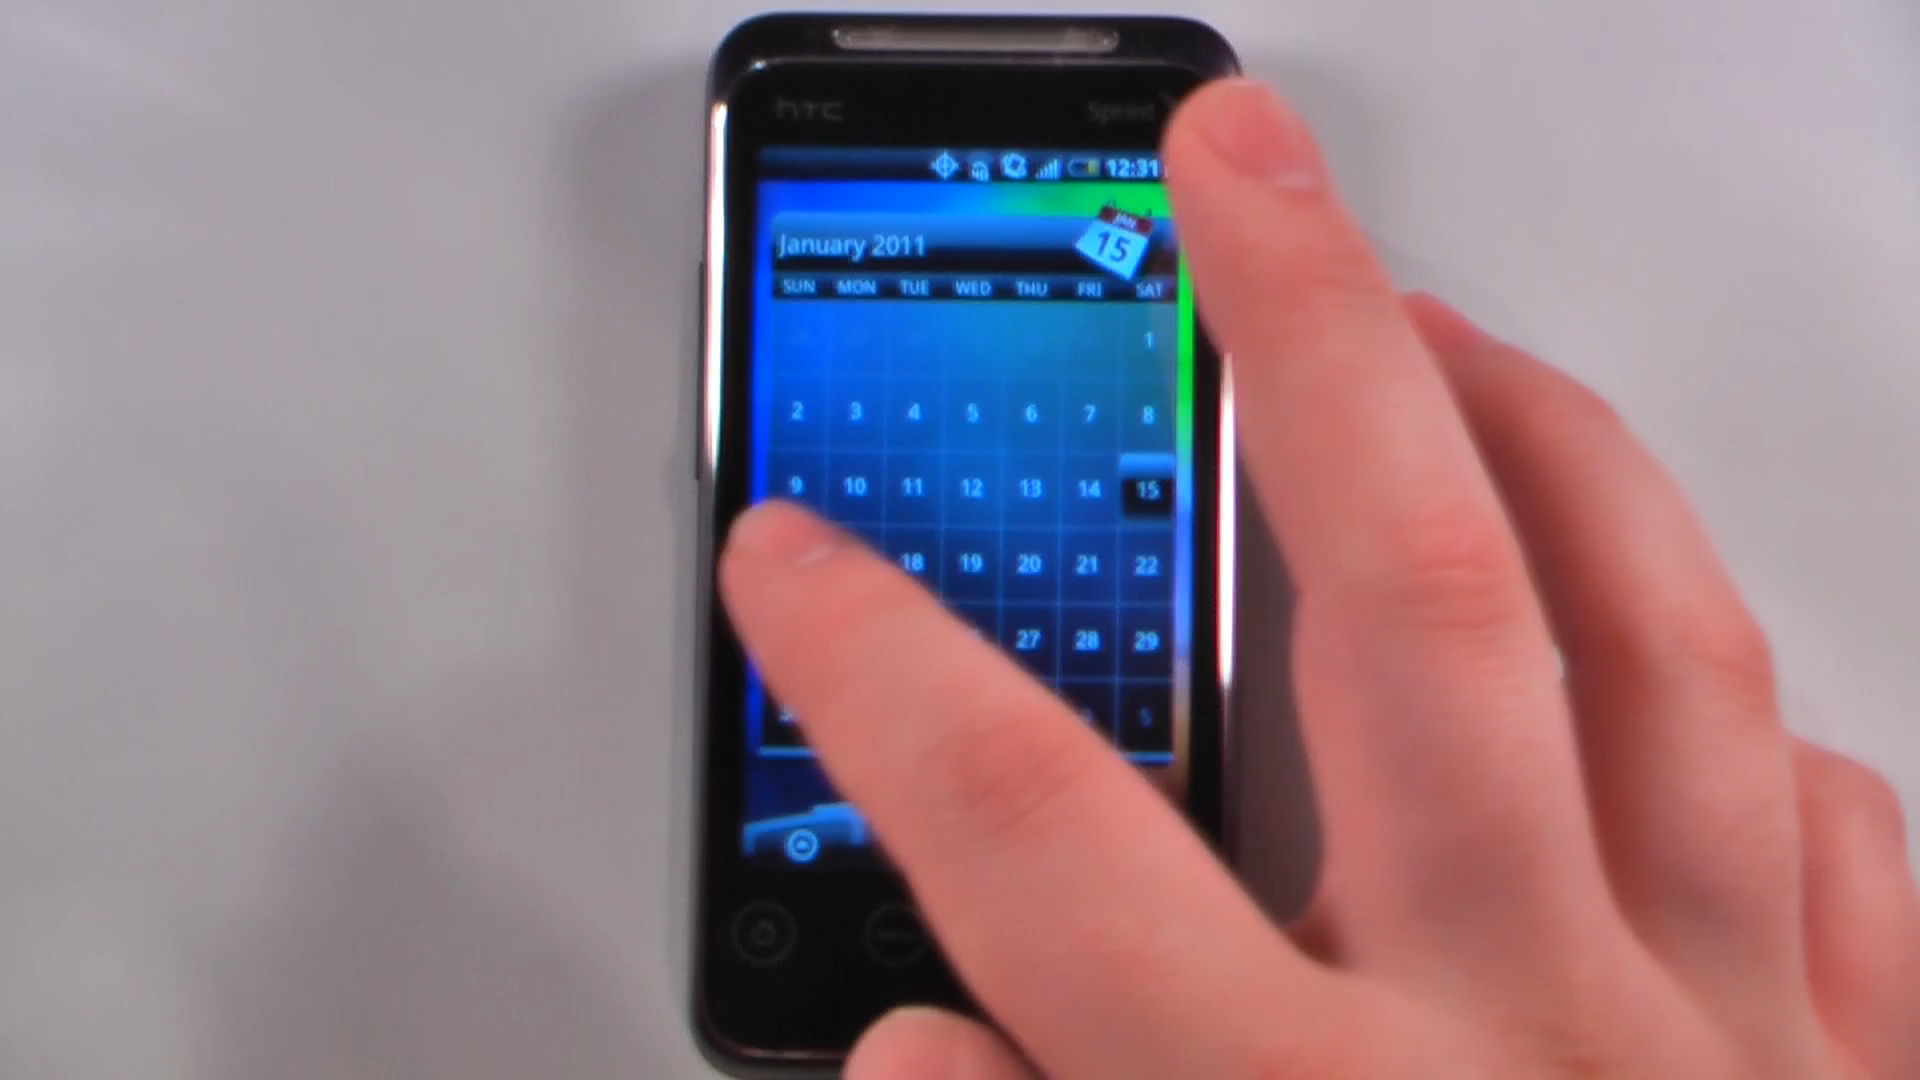 htc Sprint
12:31
JAN
January 2011 15
SUN MON TUE WED THU FRI SAT
1
2 3 4 5 6 7 8
9 10 11 12 13 14 15
18 19 20 21 22
27 28 29
5